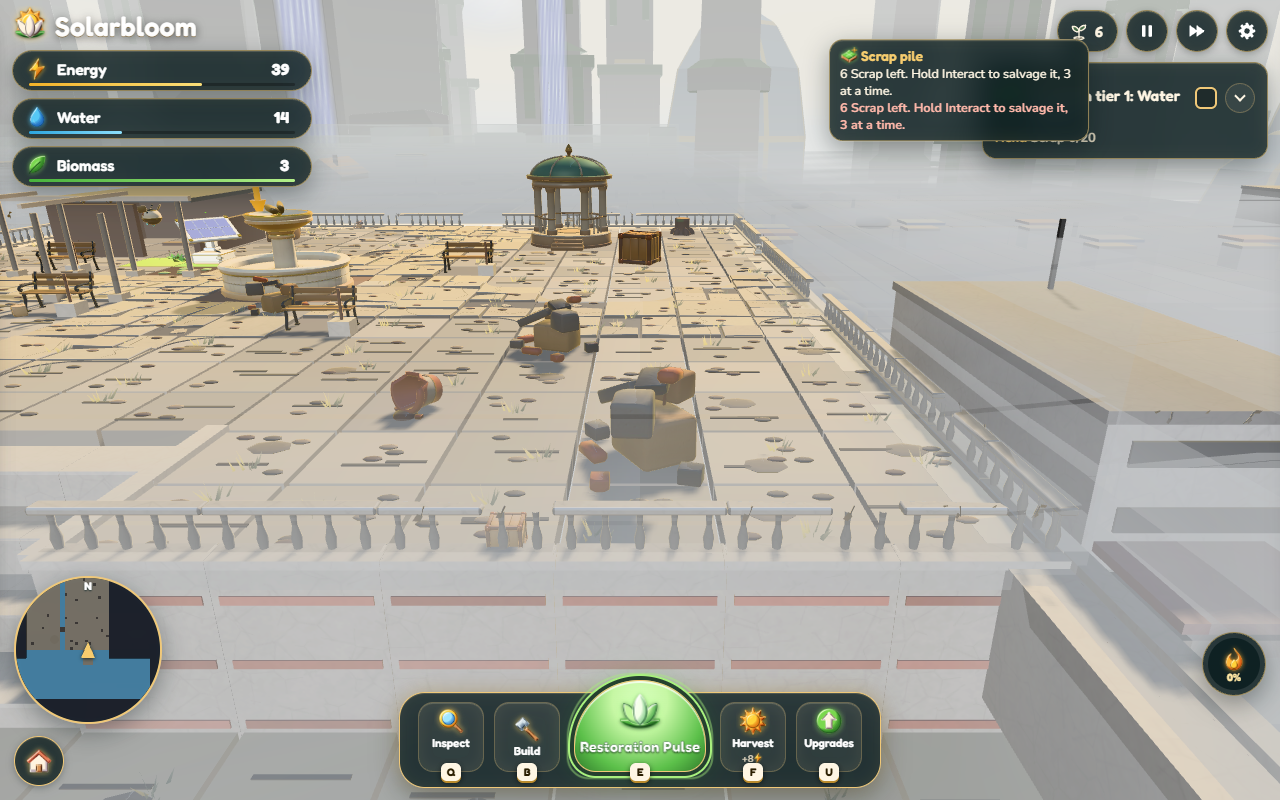 Solarbloom
Energy 39
Water 14
Biomass 3
6
Scrap pile
6 Scrap left. Hold Interact to salvage it, 3
at a time.
6 Scrap left. Hold Interact to salvage it,
3 at a time.
tier 1: Water
/20
N
0%
Inspect
Q
Build
B
Restoration Pulse
E
Harvest
+8
F
Upgrades
U